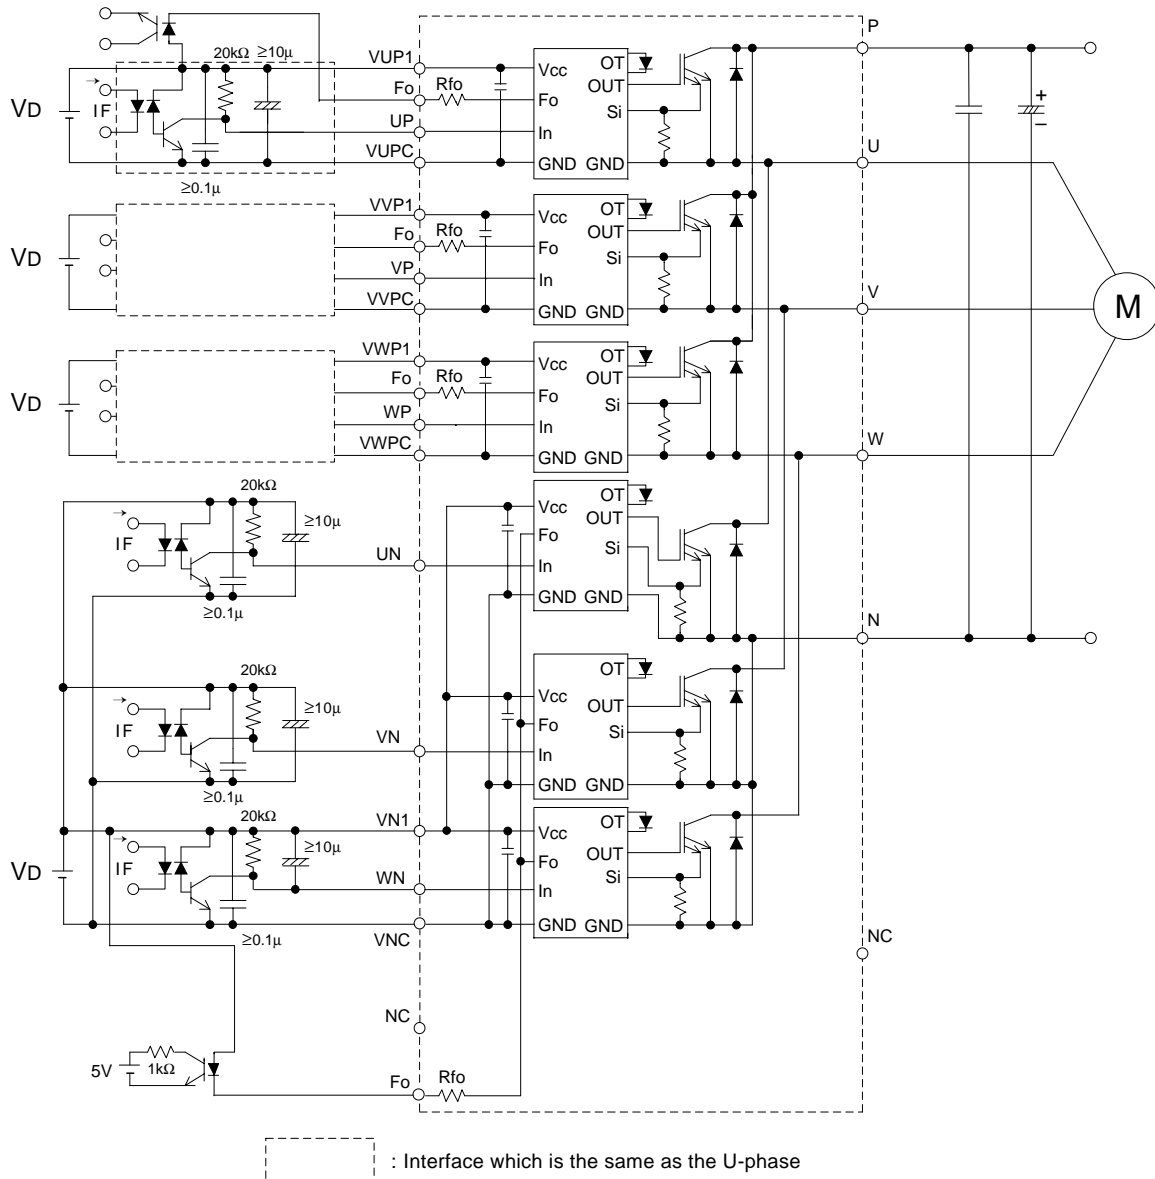 P
20kΩ ≥10μ
VUP1
Vcc
OT
OUT
Fo
Rfo
Fo
Si
VD
IF
UP
In
VUPC
GND GND
U
≥0.1μ
+
–
VVP1
Vcc
OT
OUT
Fo
Rfo
Fo
Si
VD
VP
In
VVPC
GND GND
V
M
VWP1
Vcc
OT
OUT
Fo
Rfo
Fo
Si
VD
WP
In
VWPC
GND GND
W
20kΩ
≥10μ
IF
≥0.1μ
UN
Vcc
OT
OUT
Fo
Si
In
GND GND
N
20kΩ
≥10μ
IF
≥0.1μ
VN
Vcc
OT
OUT
Fo
Si
In
GND GND
20kΩ
≥10μ
VN1
Vcc
OT
OUT
Fo
Si
VD
IF
WN
In
≥0.1μ
VNC
GND GND
NC
NC
5V
1kΩ
Fo
Rfo
: Interface which is the same as the U-phase